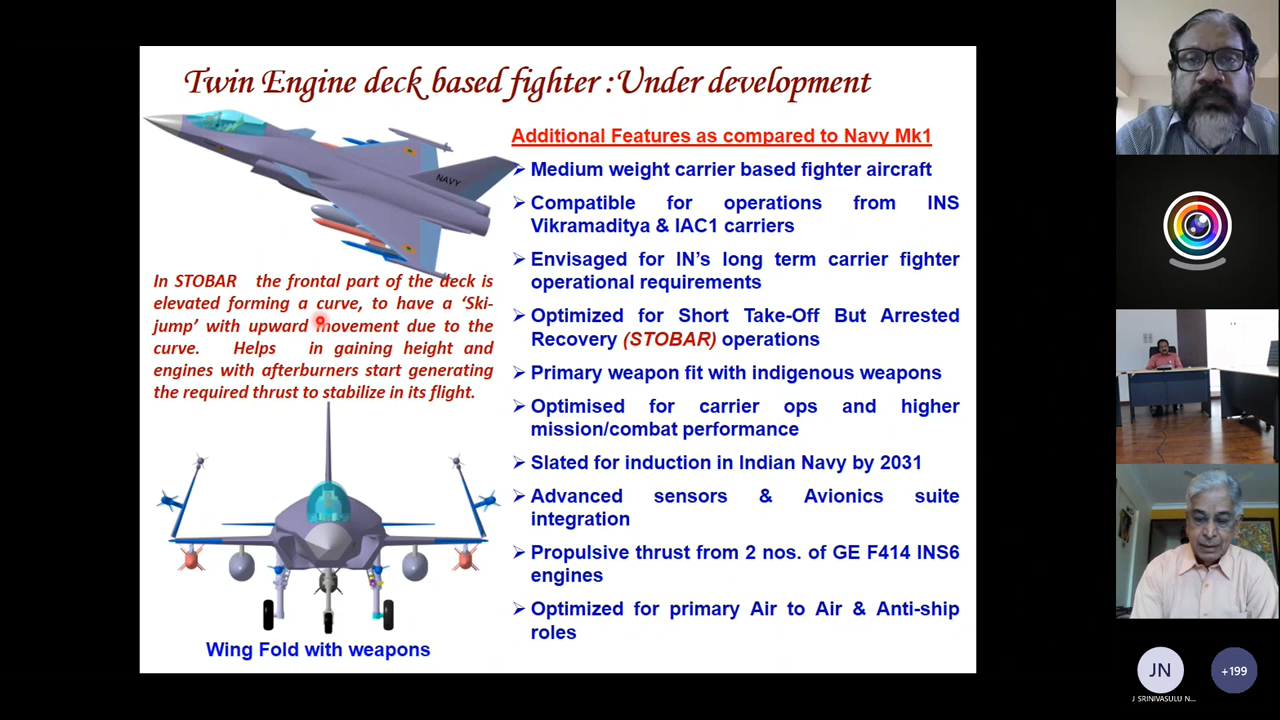 Twin Engine deck based fighter :Under development
NAVY
In STOBAR the frontal part of the deck is
elevated forming a curve, to have a ‘Ski-
jump’ with upward movement due to the
curve. Helps in gaining height and
engines with afterburners start generating
the required thrust to stabilize in its flight.
Wing Fold with weapons
Additional Features as compared to Navy Mk1
➢ Medium weight carrier based fighter aircraft
➢ Compatible for operations from INS
Vikramaditya & IAC1 carriers
➢ Envisaged for IN’s long term carrier fighter
operational requirements
➢ Optimized for Short Take-Off But Arrested
Recovery (STOBAR) operations
➢ Primary weapon fit with indigenous weapons
➢ Optimised for carrier ops and higher
mission/combat performance
➢ Slated for induction in Indian Navy by 2031
➢ Advanced sensors & Avionics suite
integration
➢ Propulsive thrust from 2 nos. of GE F414 INS6
engines
➢ Optimized for primary Air to Air & Anti-ship
roles
JN
+199
J SRINIVASULU N...